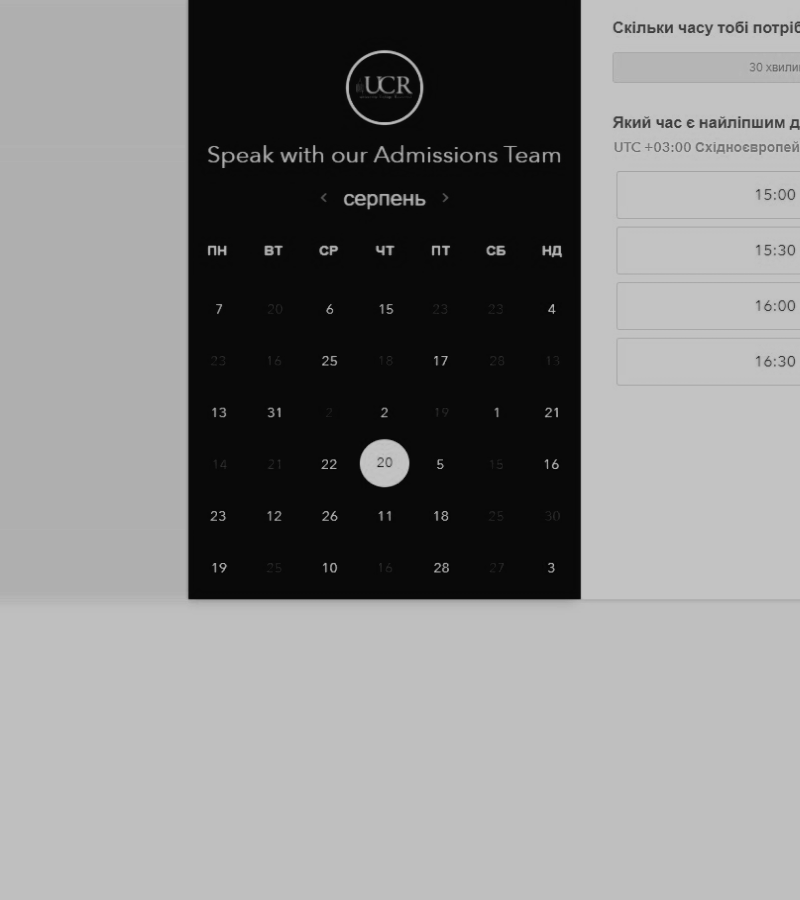 Скільки часу тобі потріб
30 хвили
UCR
Який час є найліпшим д
UTC +03:00 Східноєвропей
Speak with our Admissions Team
< серпень >
ПН ВТ СР ЧТ ПТ СБ НД
7 20 6 15 23 23 4
23 16 25 18 17 28 13
13 31 2 2 19 1 21
14 21 22 20 5 15 16
23 12 26 11 18 25 30
19 25 10 16 28 27 3
15:00
15:30
16:00
16:30